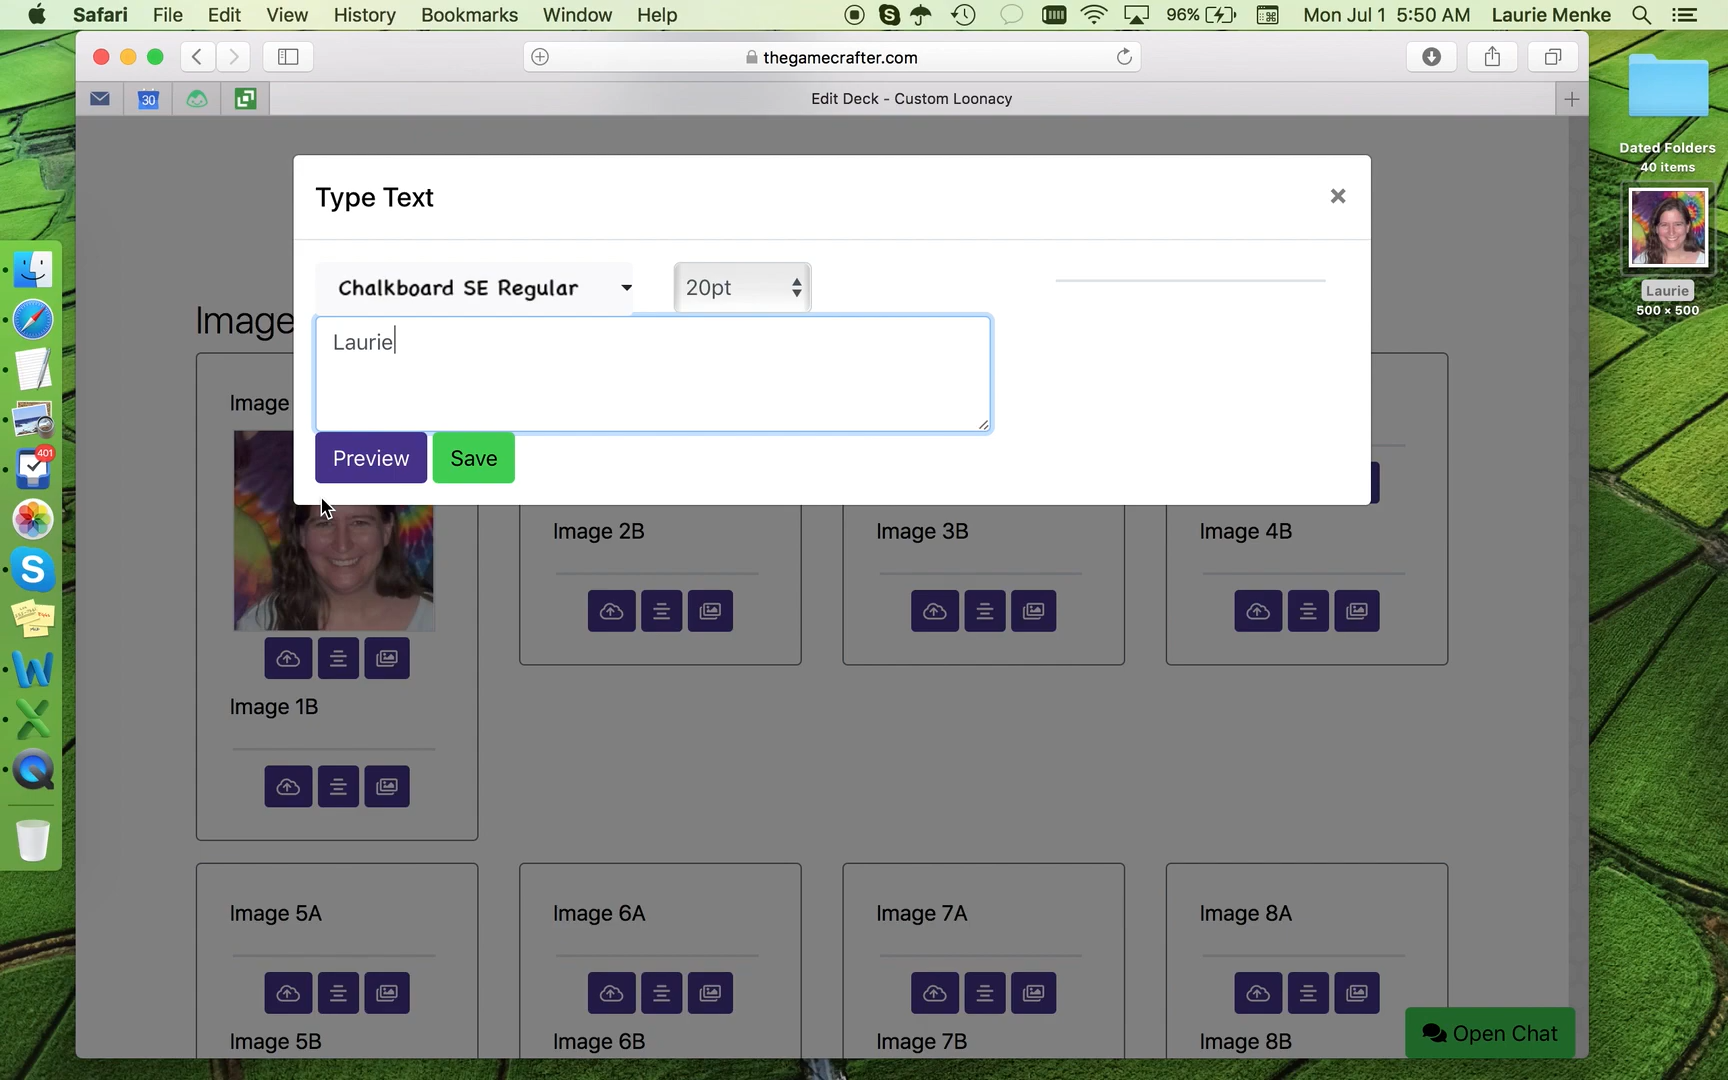 Safari File Edit View History Bookmarks Window Help 96% Mon Jul 1 5:50 AM Laurie Menke
thegamecrafter.com
30 Edit Deck - Custom Loonacy
Dated Folders
40 items
Laurie
500 × 500
Type Text
Chalkboard SE Regular 20pt
Laurie
Preview Save
Image
Image
401
Image 2B Image 3B Image 4B
Image 1B
Image 5A Image 6A Image 7A Image 8A
Image 5B Image 6B Image 7B Image 8B
Open Chat